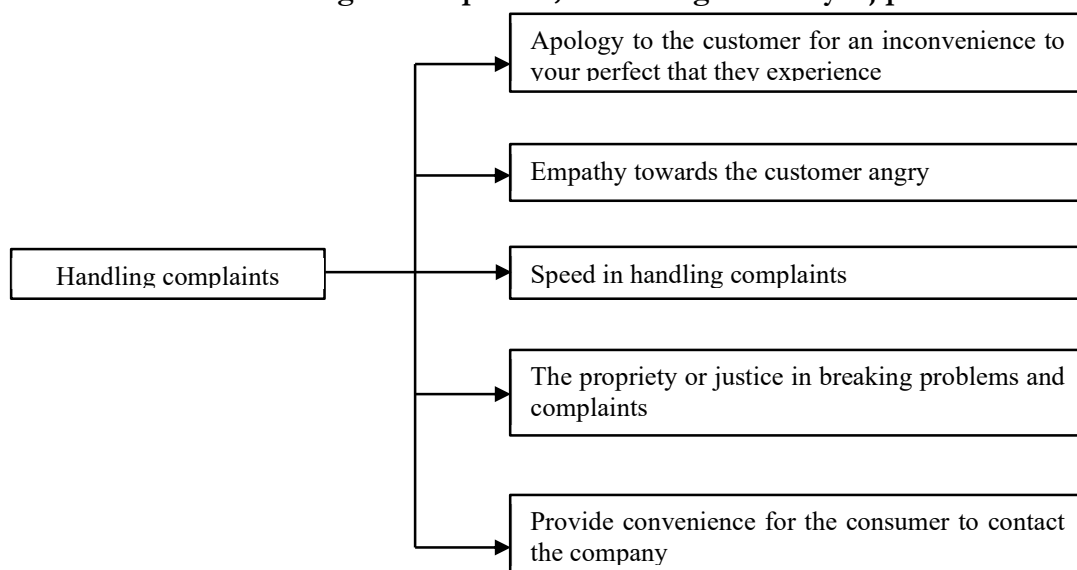 Apology to the customer for an inconvenience to
your perfect that they experience
Empathy towards the customer angry
Handling complaints
Speed in handling complaints
The propriety or justice in breaking problems and
complaints
Provide convenience for the consumer to contact
the company